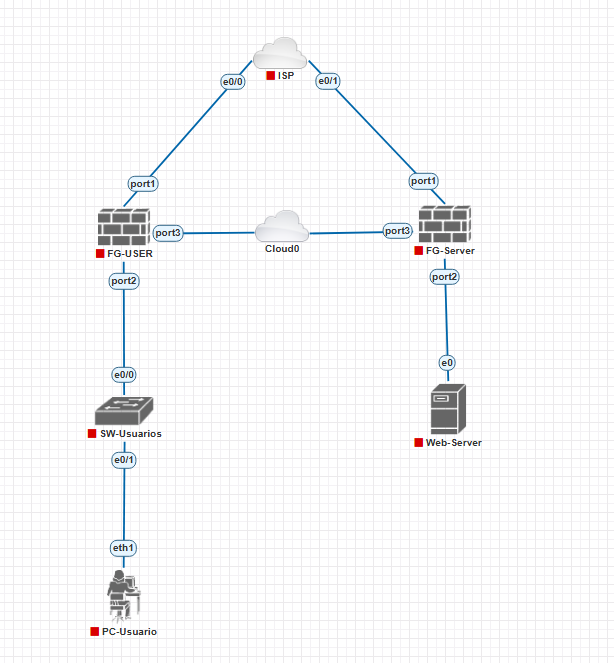 ISP
e0/0
e0/1
port1
port1
port3
port3
Cloud0
FG-USER
FG-Server
port2
port2
e0
e0/0
SW-Usuarios
Web-Server
e0/1
eth1
PC-Usuario